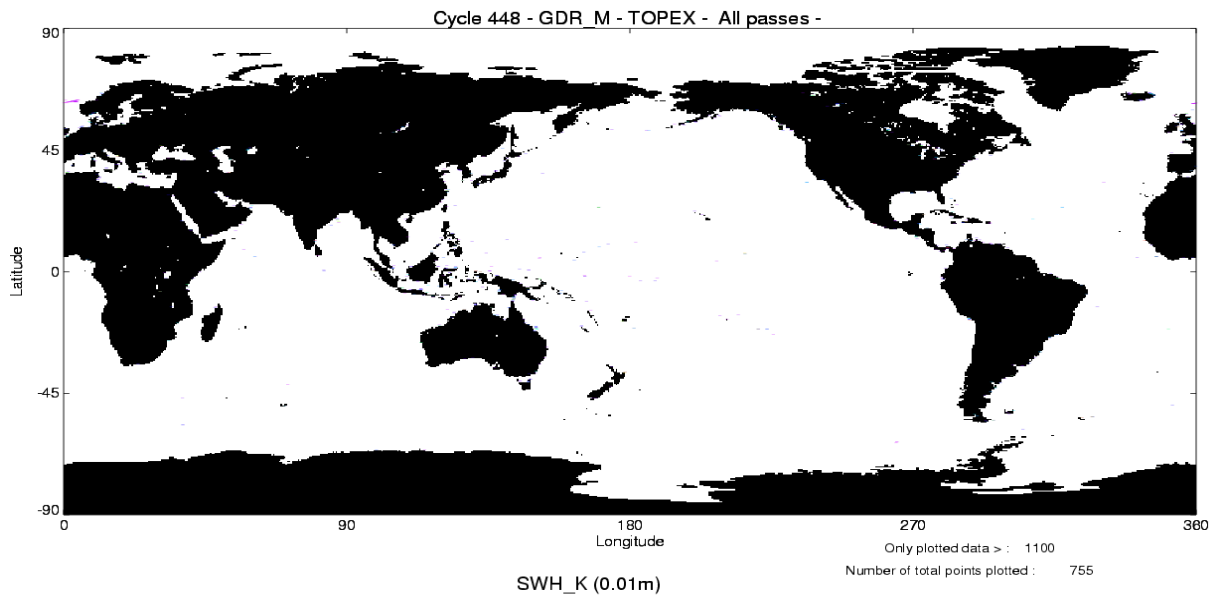 Cycle 448 - GDR_M - TOPEX -  All passes -
90
45
0
-45
-90
Latitude
0
90
180
270
360
Longitude
Only plotted data > :   1100
Number of total points plotted :   755
SWH_K (0.01m)